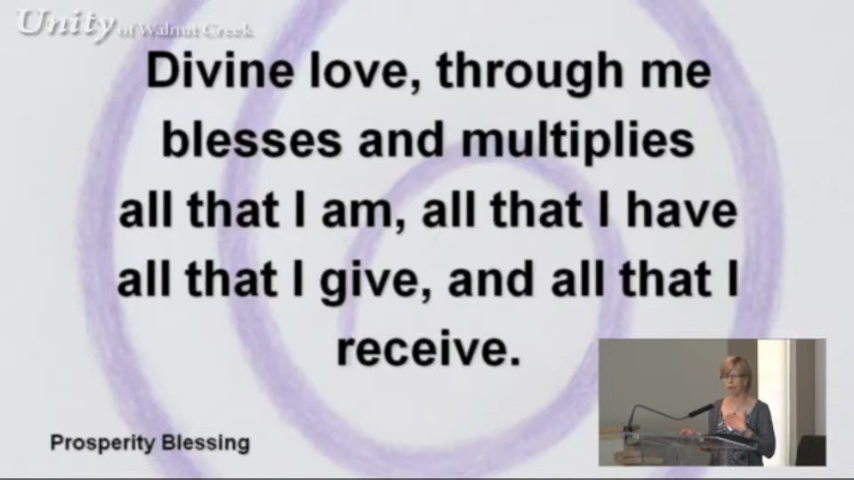 Unity of Walnut Creek
Divine love, through me
blesses and multiplies
all that I am, all that I have
all that I give, and all that I
receive.
Prosperity Blessing